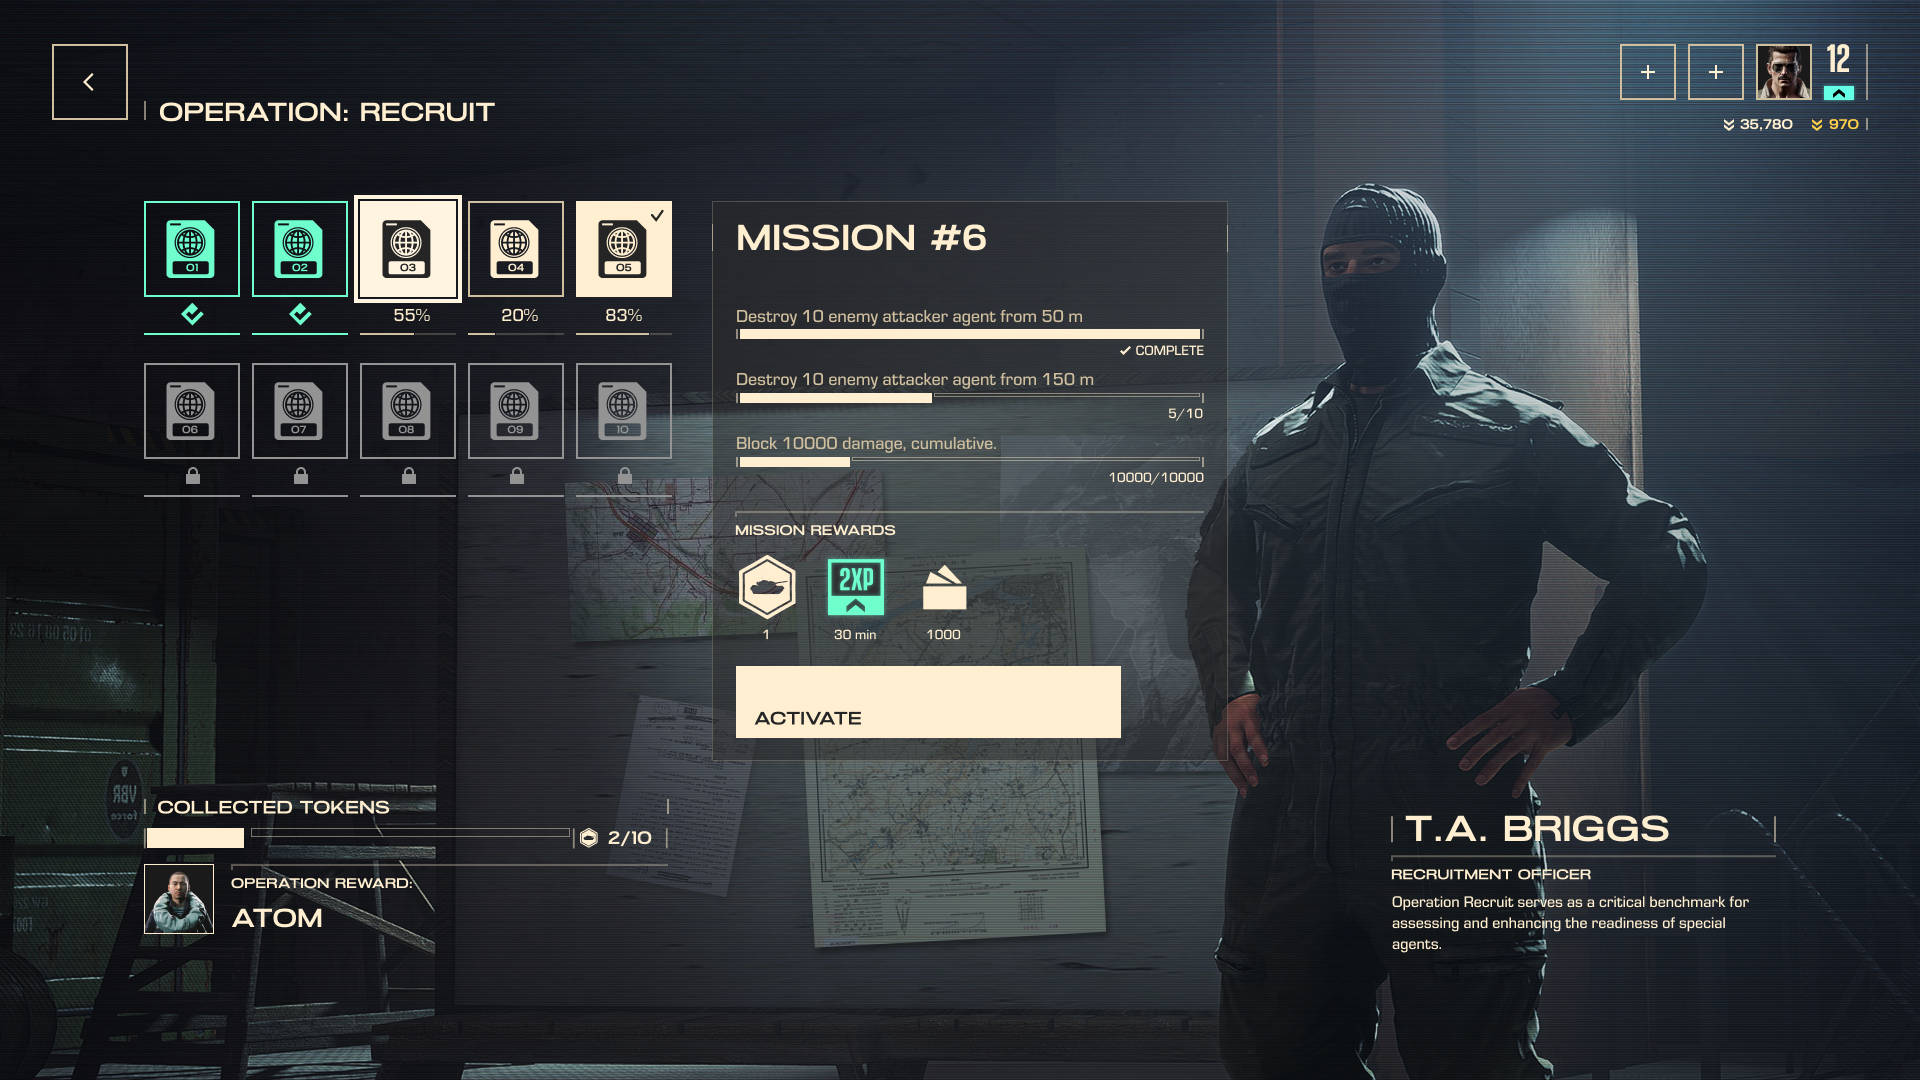 OPERATION: RECRUIT
12
35,780 970
01 02 03 04 05
55% 20% 83%
06 07 08 09 10
MISSION #6
Destroy 10 enemy attacker agent from 50 m
COMPLETE
Destroy 10 enemy attacker agent from 150 m
5/10
Block 10000 damage, cumulative.
10000/10000
MISSION REWARDS
2XP
1 30 min 1000
ACTIVATE
COLLECTED TOKENS
2/10
OPERATION REWARD:
ATOM
T.A. BRIGGS
RECRUITMENT OFFICER
Operation Recruit serves as a critical benchmark for
assessing and enhancing the readiness of special
agents.
VBR
force